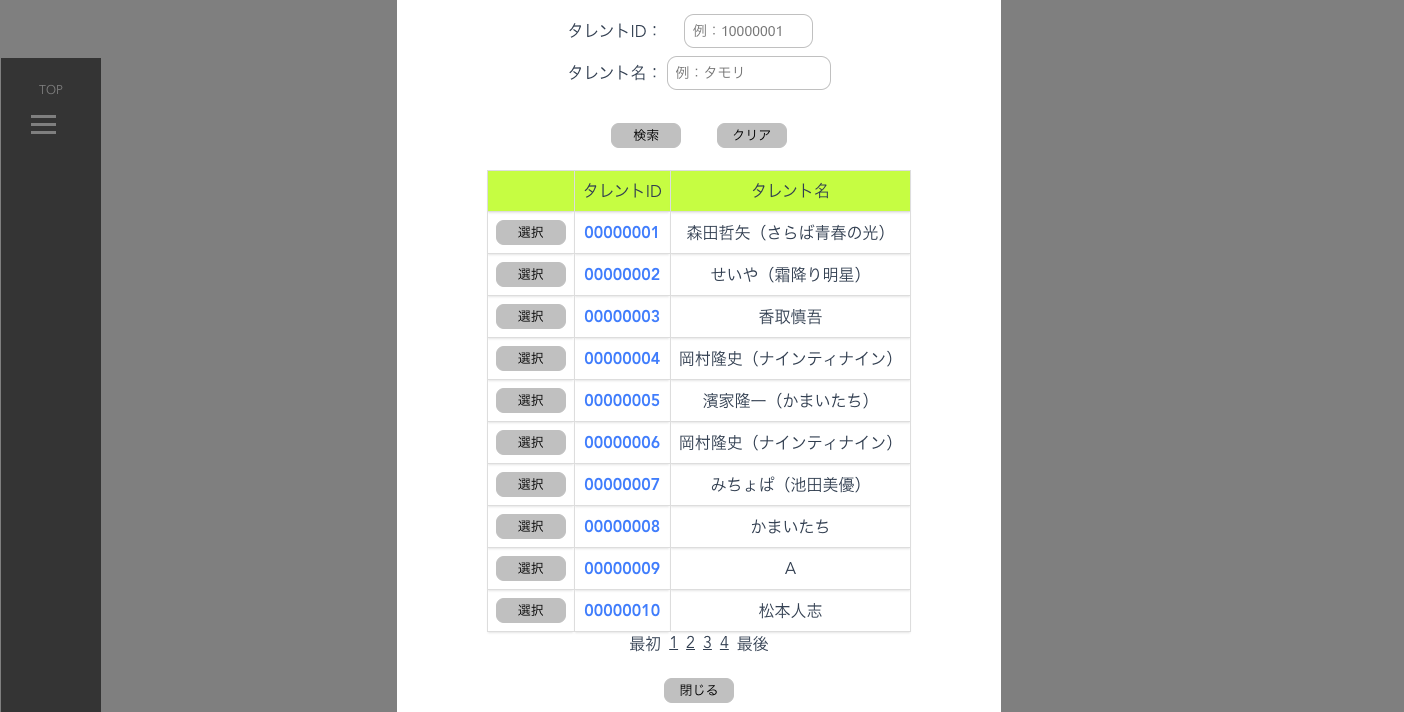 タレントID： 例：10000001
タレント名： 例：タモリ
TOP
検索 クリア
タレントID タレント名
選択 00000001 森田哲矢（さらば青春の光）
選択 00000002 せいや（霜降り明星）
選択 00000003 香取慎吾
選択 00000004 岡村隆史（ナインティナイン）
選択 00000005 濱家隆一（かまいたち）
選択 00000006 岡村隆史（ナインティナイン）
選択 00000007 みちょぱ（池田美優）
選択 00000008 かまいたち
選択 00000009 A
選択 00000010 松本人志
最初 1 2 3 4 最後
閉じる